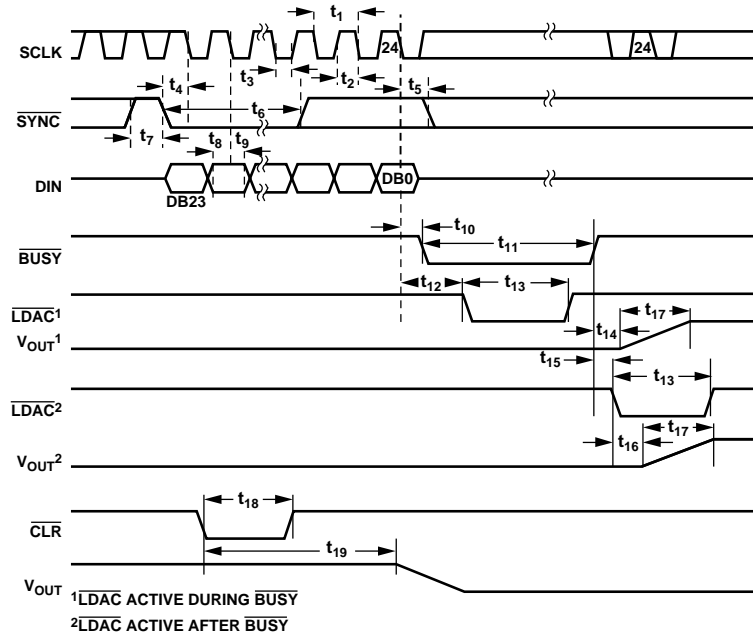 t1
SCLK 24 24
t4 t3 t2 t5
SYNC t6
t7 t8 t9
DIN DB0
DB23
t10
BUSY t11
t12 t13 t17
LDAC1
t14
VOUT1
t15 t13
LDAC2
t17
t16
VOUT2
t18
CLR
t19
VOUT
1LDAC ACTIVE DURING BUSY
2LDAC ACTIVE AFTER BUSY